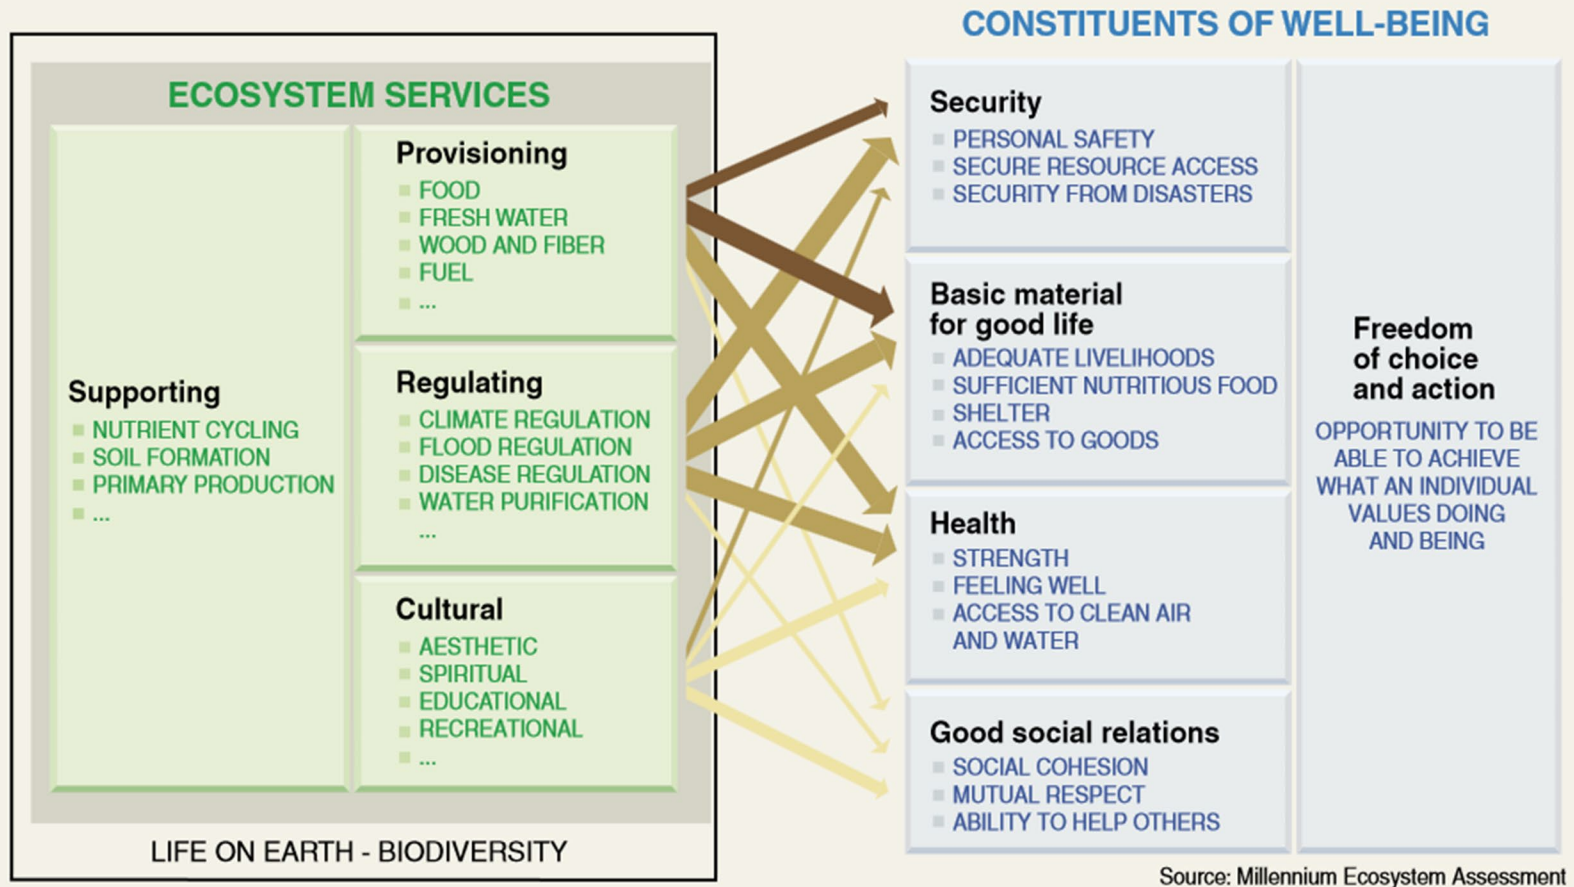 CONSTITUENTS OF WELL-BEING
ECOSYSTEM SERVICES
Supporting
NUTRIENT CYCLING
SOIL FORMATION
PRIMARY PRODUCTION
...
Provisioning
FOOD
FRESH WATER
WOOD AND FIBER
FUEL
...
Regulating
CLIMATE REGULATION
FLOOD REGULATION
DISEASE REGULATION
WATER PURIFICATION
...
Cultural
AESTHETIC
SPIRITUAL
EDUCATIONAL
RECREATIONAL
...
LIFE ON EARTH - BIODIVERSITY
Security
PERSONAL SAFETY
SECURE RESOURCE ACCESS
SECURITY FROM DISASTERS
Basic material
for good life
ADEQUATE LIVELIHOODS
SUFFICIENT NUTRITIOUS FOOD
SHELTER
ACCESS TO GOODS
Health
STRENGTH
FEELING WELL
ACCESS TO CLEAN AIR
AND WATER
Good social relations
SOCIAL COHESION
MUTUAL RESPECT
ABILITY TO HELP OTHERS
Freedom
of choice
and action
OPPORTUNITY TO BE
ABLE TO ACHIEVE
WHAT AN INDIVIDUAL
VALUES DOING
AND BEING
Source: Millennium Ecosystem Assessment